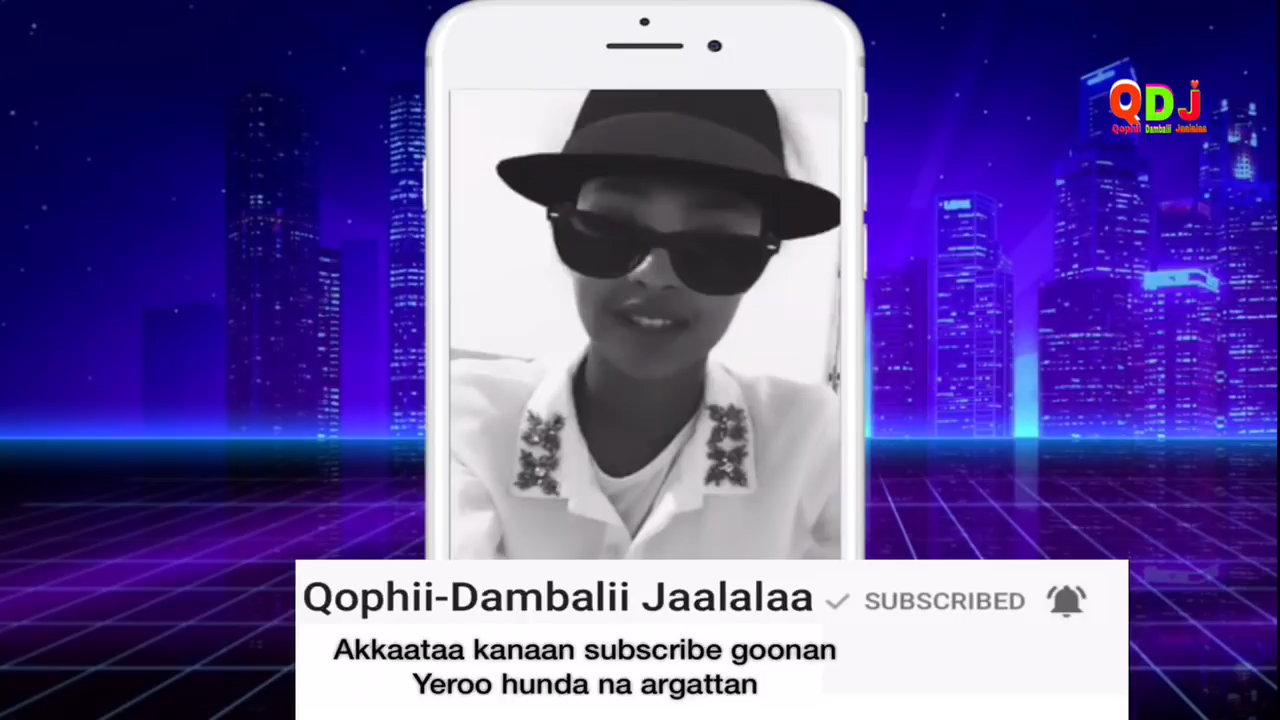 QDJ
Qophii Dambalii Jaalalaa
Qophii-Dambalii Jaalalaa SUBSCRIBED
Akkaataa kanaan subscribe goonan
Yeroo hunda na argattan